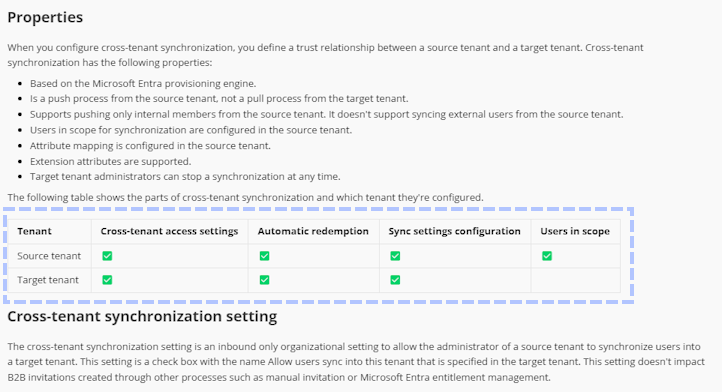 Properties
When you configure cross-tenant synchronization, you define a trust relationship between a source tenant and a target tenant. Cross-tenant
synchronization has the following properties:
• Based on the Microsoft Entra provisioning engine.
• Is a push process from the source tenant, not a pull process from the target tenant.
• Supports pushing only internal members from the source tenant. It doesn't support syncing external users from the source tenant.
• Users in scope for synchronization are configured in the source tenant.
• Attribute mapping is configured in the source tenant.
• Extension attributes are supported.
• Target tenant administrators can stop a synchronization at any time.
The following table shows the parts of cross-tenant synchronization and which tenant they're configured.
Tenant Cross-tenant access settings Automatic redemption Sync settings configuration Users in scope
Source tenant ✅ ✅ ✅ ✅
Target tenant ✅ ✅ ✅
Cross-tenant synchronization setting
The cross-tenant synchronization setting is an inbound only organizational setting to allow the administrator of a source tenant to synchronize users into
a target tenant. This setting is a check box with the name Allow users sync into this tenant that is specified in the target tenant. This setting doesn't impact
B2B invitations created through other processes such as manual invitation or Microsoft Entra entitlement management.